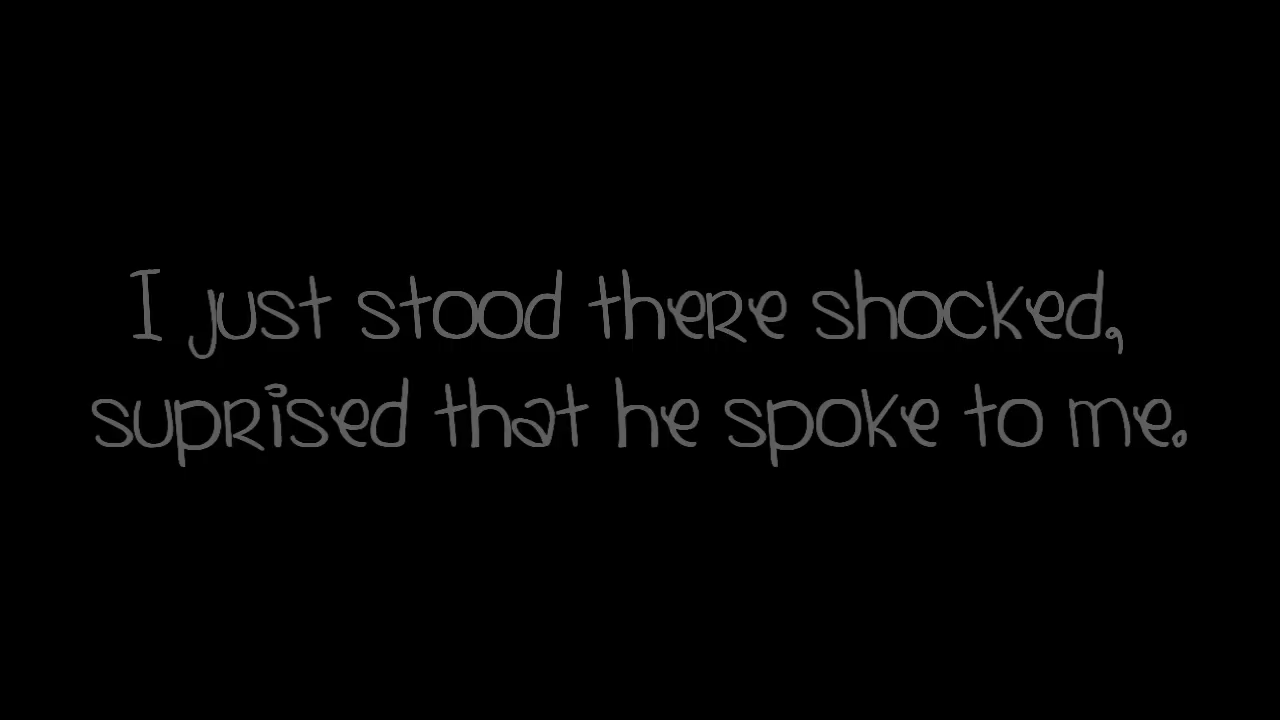 I just stood there shocked,
suprised that he spoke to me.